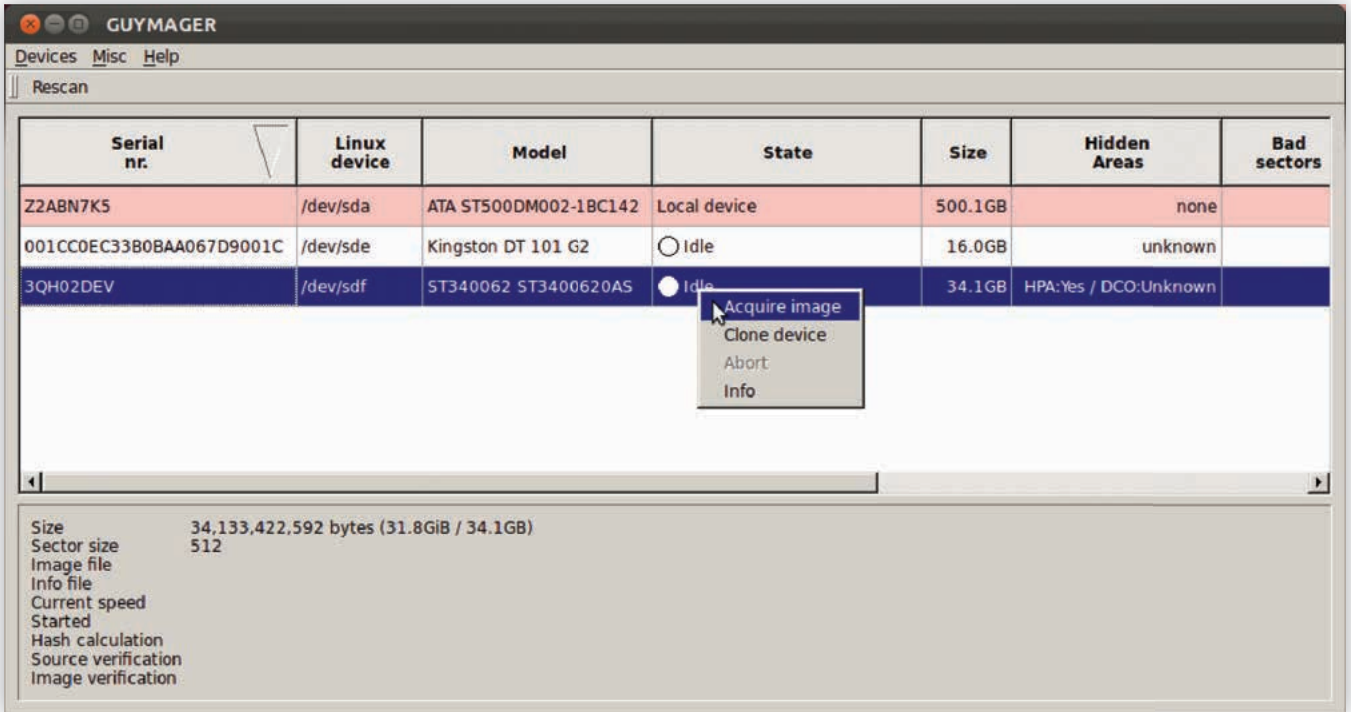 GUYMAGER
Devices Misc Help
Rescan
Serial nr. Linux device Model State Size Hidden Areas Bad sectors
Z2ABN7K5 /dev/sda ATA ST500DM002-1BC142 Local device 500.1GB none
001CC0EC33B0BAA067D9001C /dev/sde Kingston DT 101 G2 Idle 16.0GB unknown
3QH02DEV /dev/sdf ST340062 ST3400620AS Idle 34.1GB HPA:Yes / DCO:Unknown
Acquire image
Clone device
Abort
Info
Size 34,133,422,592 bytes (31.8GiB / 34.1GB)
Sector size 512
Image file
Info file
Current speed
Started
Hash calculation
Source verification
Image verification